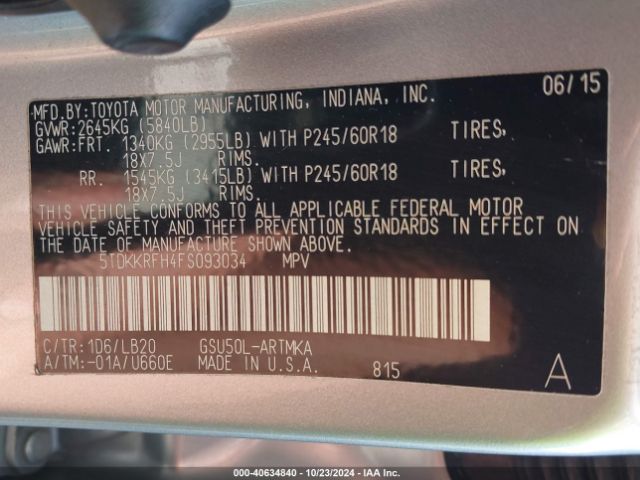 06/15
MFD.BY:TOYOTA MOTOR MANUFACTURING, INDIANA, INC.
GVWR:2645KG (5840LB)
GAWR:FRT. 1340KG (2955LB) WITH P245/60R18 TIRES,
18X7.5J RIMS.
RR. 1545KG (3415LB) WITH P245/60R18 TIRES,
18X7.5J RIMS.
THIS VEHICLE CONFORMS TO ALL APPLICABLE FEDERAL MOTOR
VEHICLE SAFETY AND THEFT PREVENTION STANDARDS IN EFFECT ON
THE DATE OF MANUFACTURE SHOWN ABOVE.
5TDKKRFH4FS093034 MPV
C/TR:1D6/LB20 GSU50L-ARTMKA
A/TM:-01A/U660E MADE IN U.S.A. 815 A
000-40634840 | 10/23/2024 | IAA Inc.